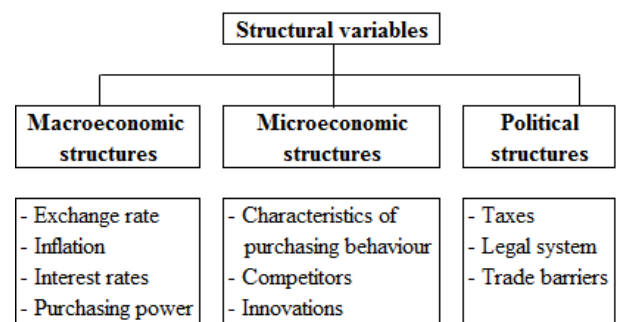 Structural variables
Macroeconomic
structures
Microeconomic
structures
Political
structures
- Exchange rate
- Inflation
- Interest rates
- Purchasing power
- Characteristics of
purchasing behaviour
- Competitors
- Innovations
- Taxes
- Legal system
- Trade barriers